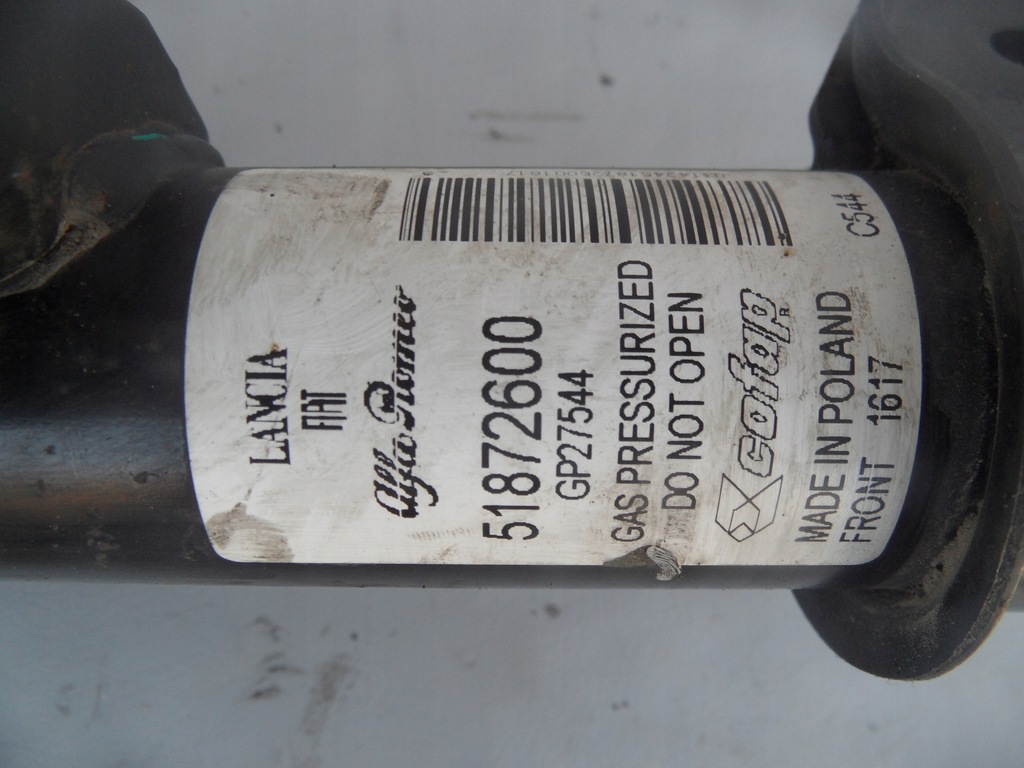 LANCIA
FIAT
Alfa Romeo
51872600
GP27544
GAS PRESSURIZED
DO NOT OPEN
cofap
MADE IN POLAND
FRONT 1617
C544